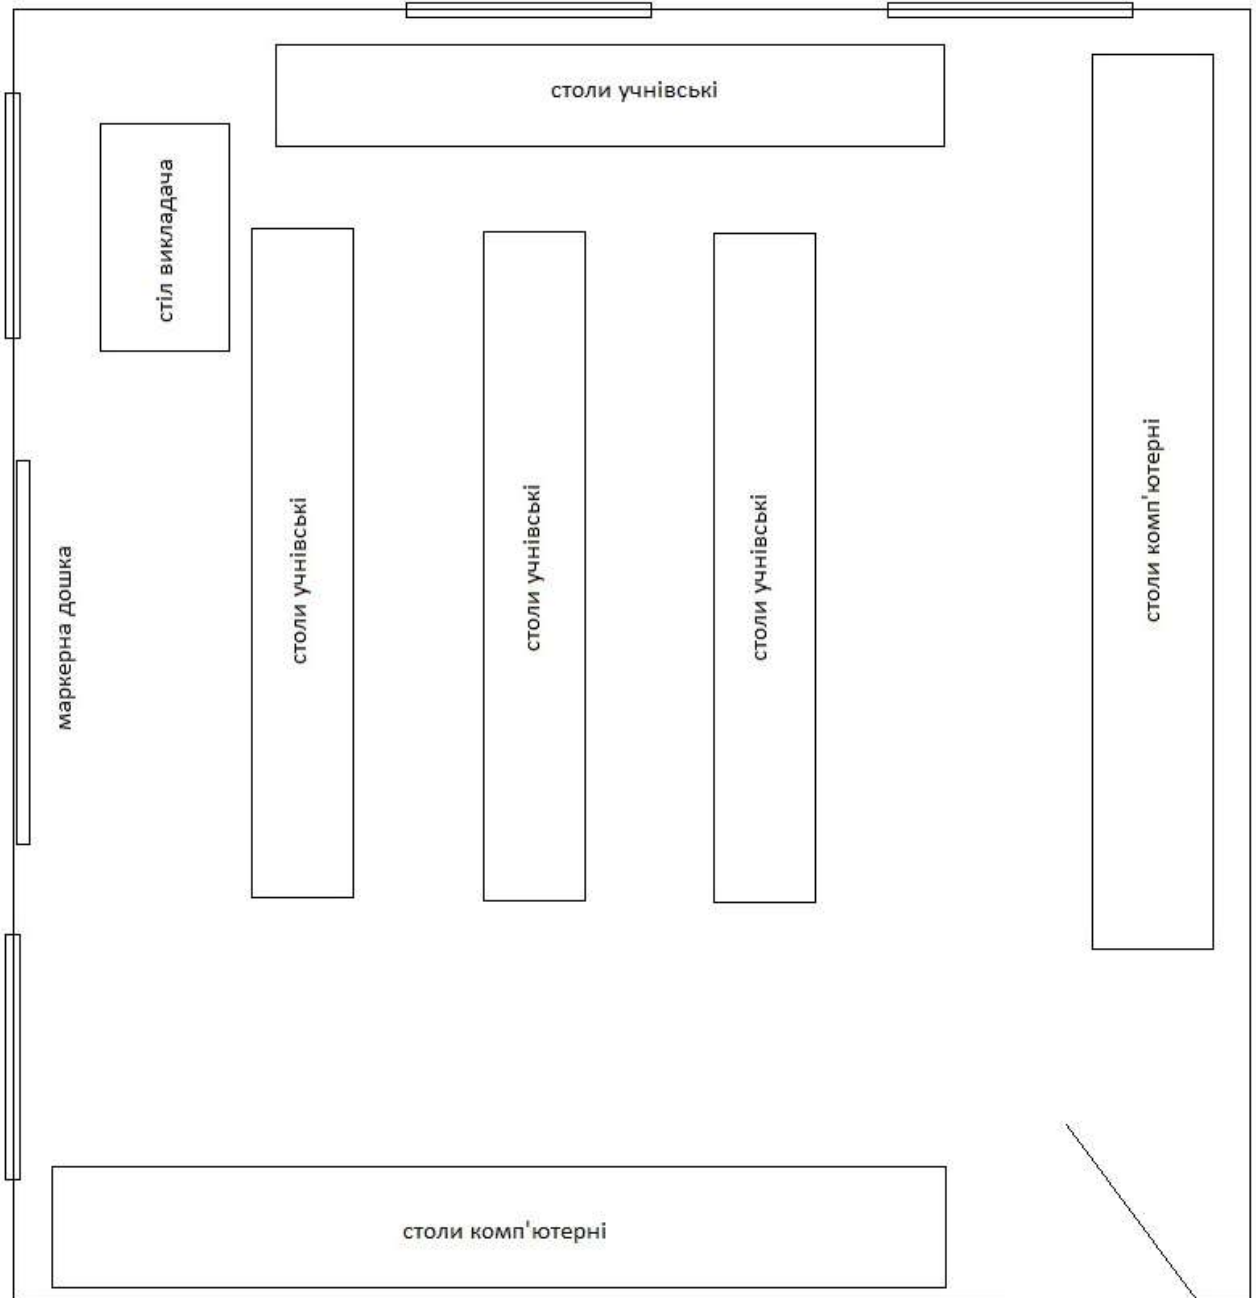 столи учнівські
стіл викладача
столи учнівські
столи учнівські
столи учнівські
столи комп'ютерні
маркерна дошка
столи комп'ютерні